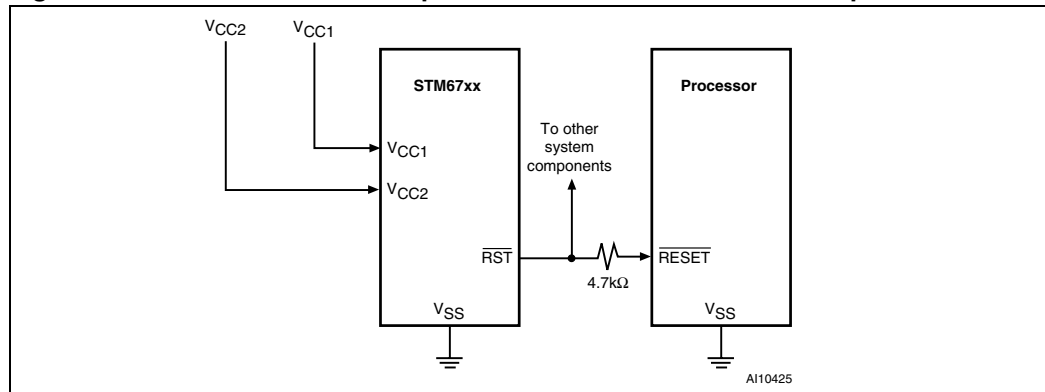 VCC2
VCC1
STM67xx
Processor
To other
system
components
VCC1
VCC2
RST
RESET
4.7kΩ
VSS
VSS
AI10425